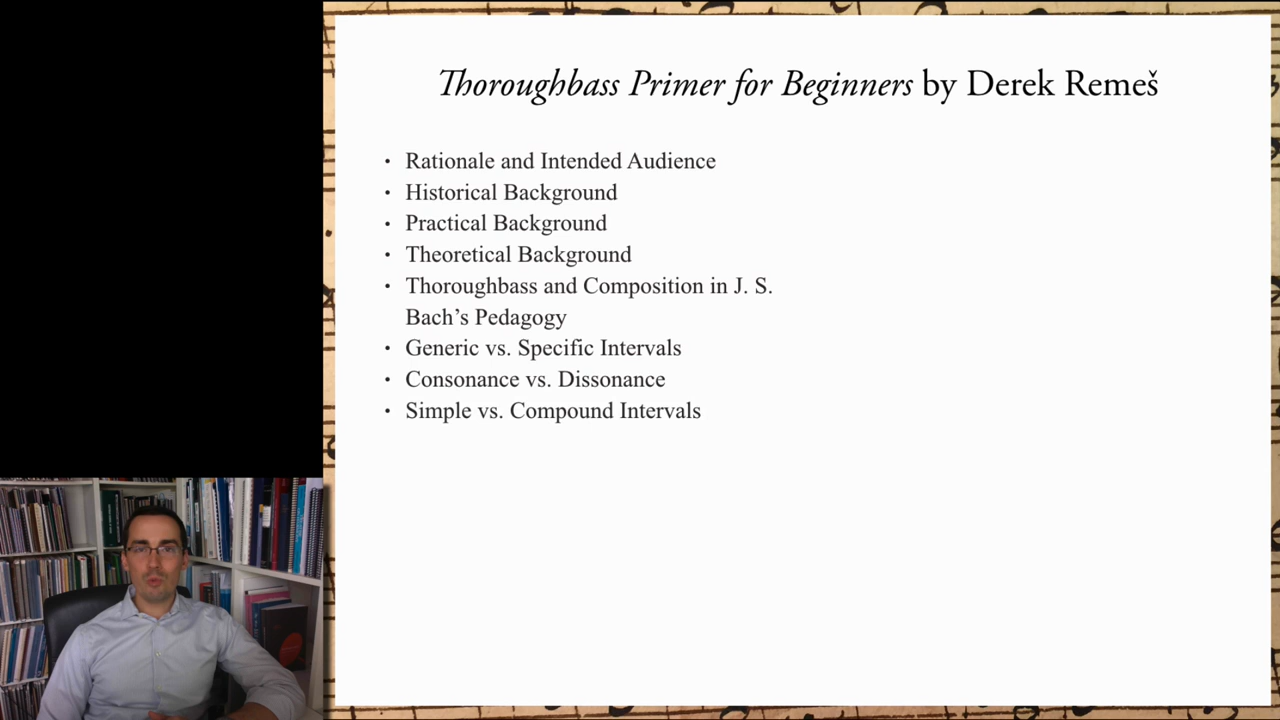 Thoroughbass Primer for Beginners by Derek Remeš
• Rationale and Intended Audience
• Historical Background
• Practical Background
• Theoretical Background
• Thoroughbass and Composition in J. S.
Bach’s Pedagogy
• Generic vs. Specific Intervals
• Consonance vs. Dissonance
• Simple vs. Compound Intervals